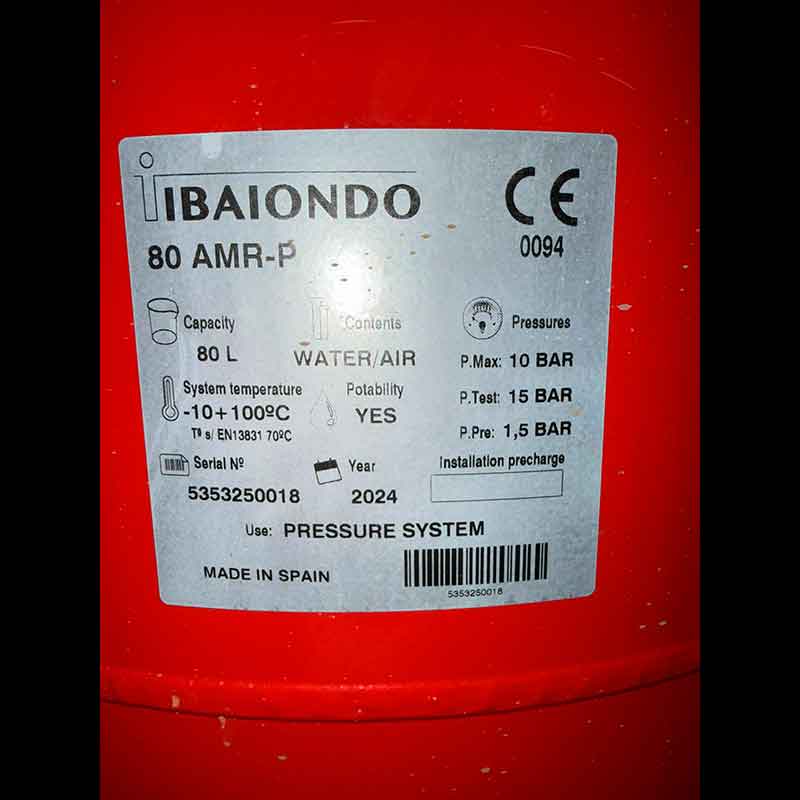 IBAIONDO
CE
80 AMR-P
0094
Capacity
80 L
Contents
WATER/AIR
Pressures
P.Max: 10 BAR
P.Test: 15 BAR
P.Pre: 1,5 BAR
System temperature
-10+100ºC
Tª s/ EN13831 70ºC
Potability
YES
Serial Nº
5353250018
Year
2024
Installation precharge
Use: PRESSURE SYSTEM
MADE IN SPAIN
5353250018